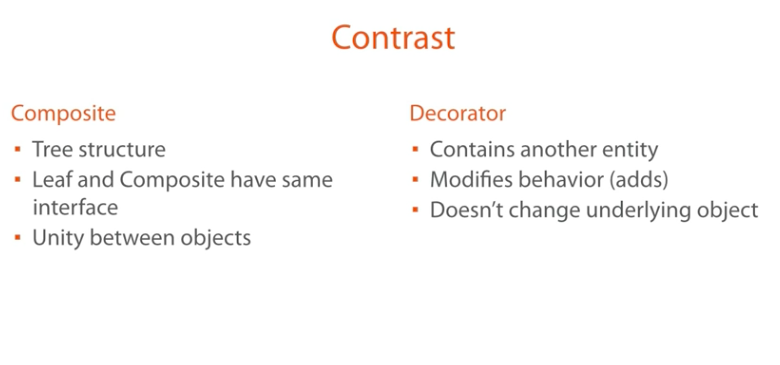 Contrast
Composite
▪ Tree structure
▪ Leaf and Composite have same
interface
▪ Unity between objects
Decorator
▪ Contains another entity
▪ Modifies behavior (adds)
▪ Doesn't change underlying object